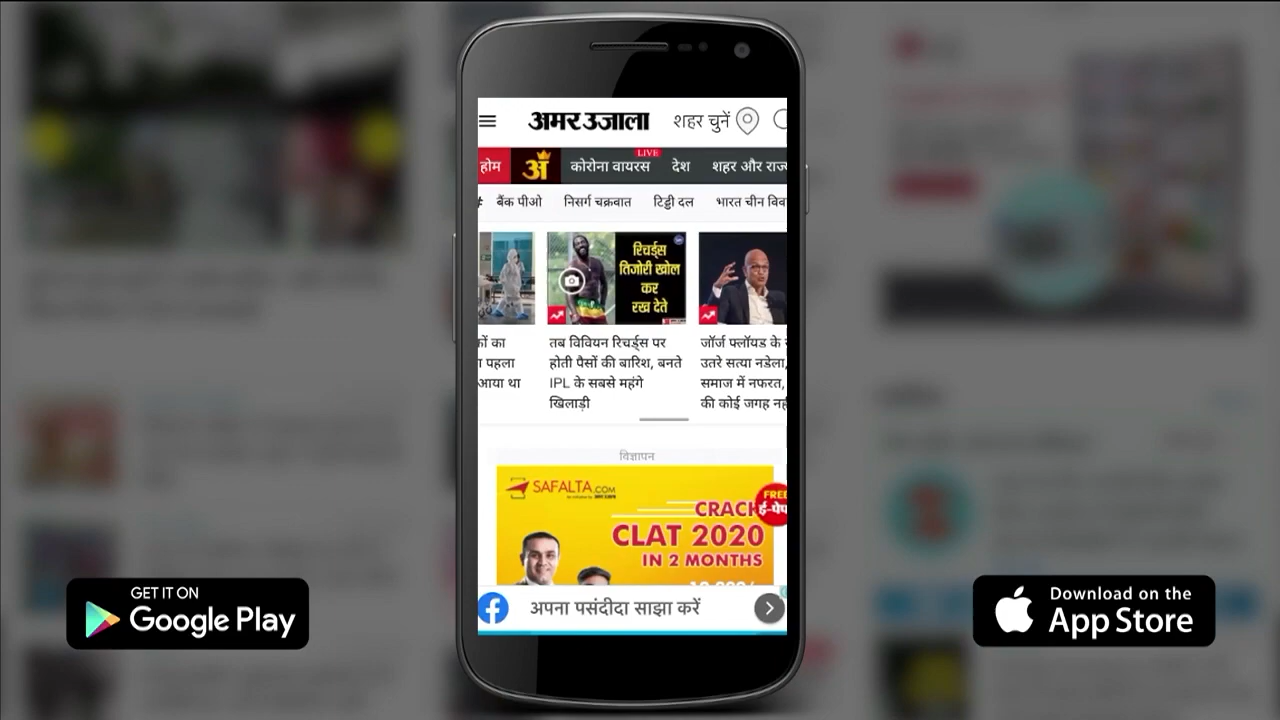 अमर उजाला
शहर चुनें
होम
अ
कोरोना वायरस
LIVE
देश
शहर और राज्य
# बैंक पीओ
निसर्ग चक्रवात
टिड्डी दल
भारत चीन विवा
रिचर्ड्स
तिजोरी खोल
कर
रख देते
कों का
ा पहला
आया था
तब विवियन रिचर्ड्स पर
होती पैसों की बारिश, बनते
IPL के सबसे महंगे
खिलाड़ी
जॉर्ज फ्लॉयड के
उतरे सत्या नडेला,
समाज में नफरत,
की कोई जगह नहीं
विज्ञापन
SAFALTA.COM
CRACK
CLAT 2020
IN 2 MONTHS
FREE
ई-पेप
अपना पसंदीदा साझा करें
GET IT ON
Google Play
Download on the
App Store